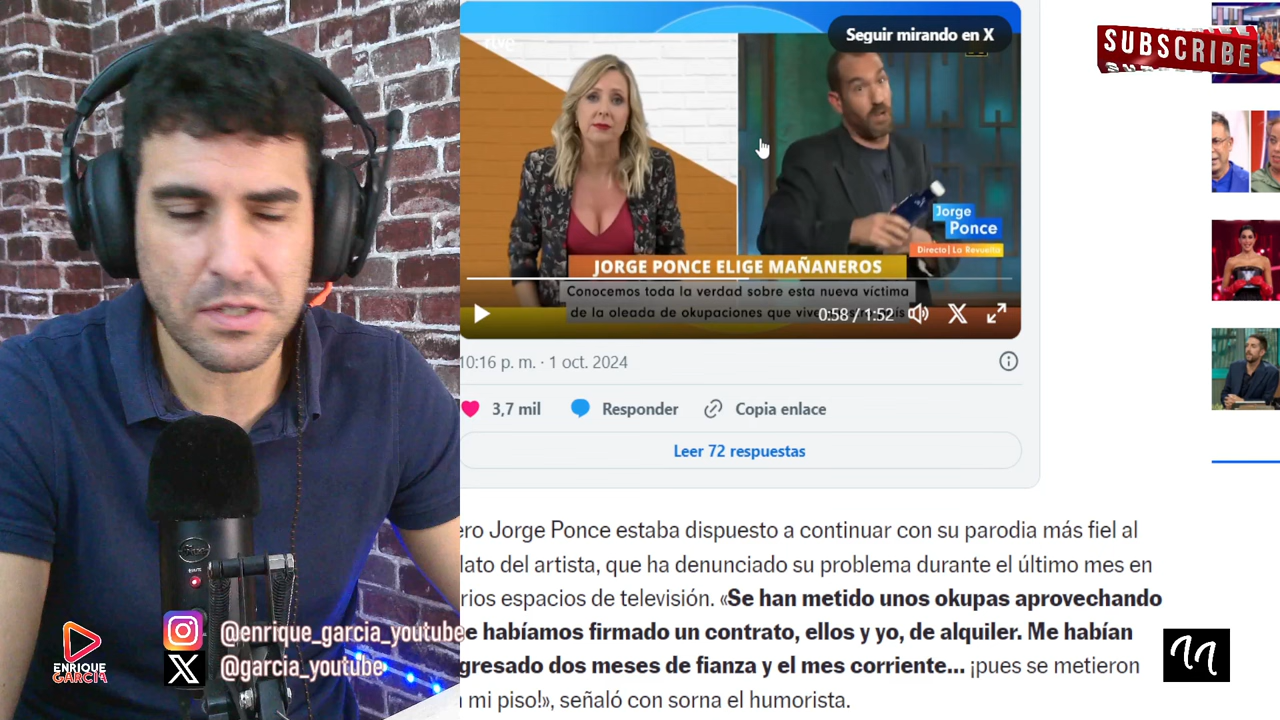 Seguir mirando en X
SUBSCRIBE
Jorge
Ponce
Directo| La Revuelta
JORGE PONCE ELIGE MAÑANEROS
Conocemos toda la verdad sobre esta nueva víctima
de la oleada de okupaciones que vive
0:58 / 1:52
10:16 p. m. · 1 oct. 2024
3,7 mil
Responder
Copia enlace
Leer 72 respuestas
ero Jorge Ponce estaba dispuesto a continuar con su parodia más fiel al
lato del artista, que ha denunciado su problema durante el último mes en
rios espacios de televisión. «Se han metido unos okupas aprovechando
e habíamos firmado un contrato, ellos y yo, de alquiler. Me habían
gresado dos meses de fianza y el mes corriente... ¡pues se metieron
mi piso!», señaló con sorna el humorista.
@enrique_garcia_youtube
@garcia_youtube
ENRIQUE
GARCIA